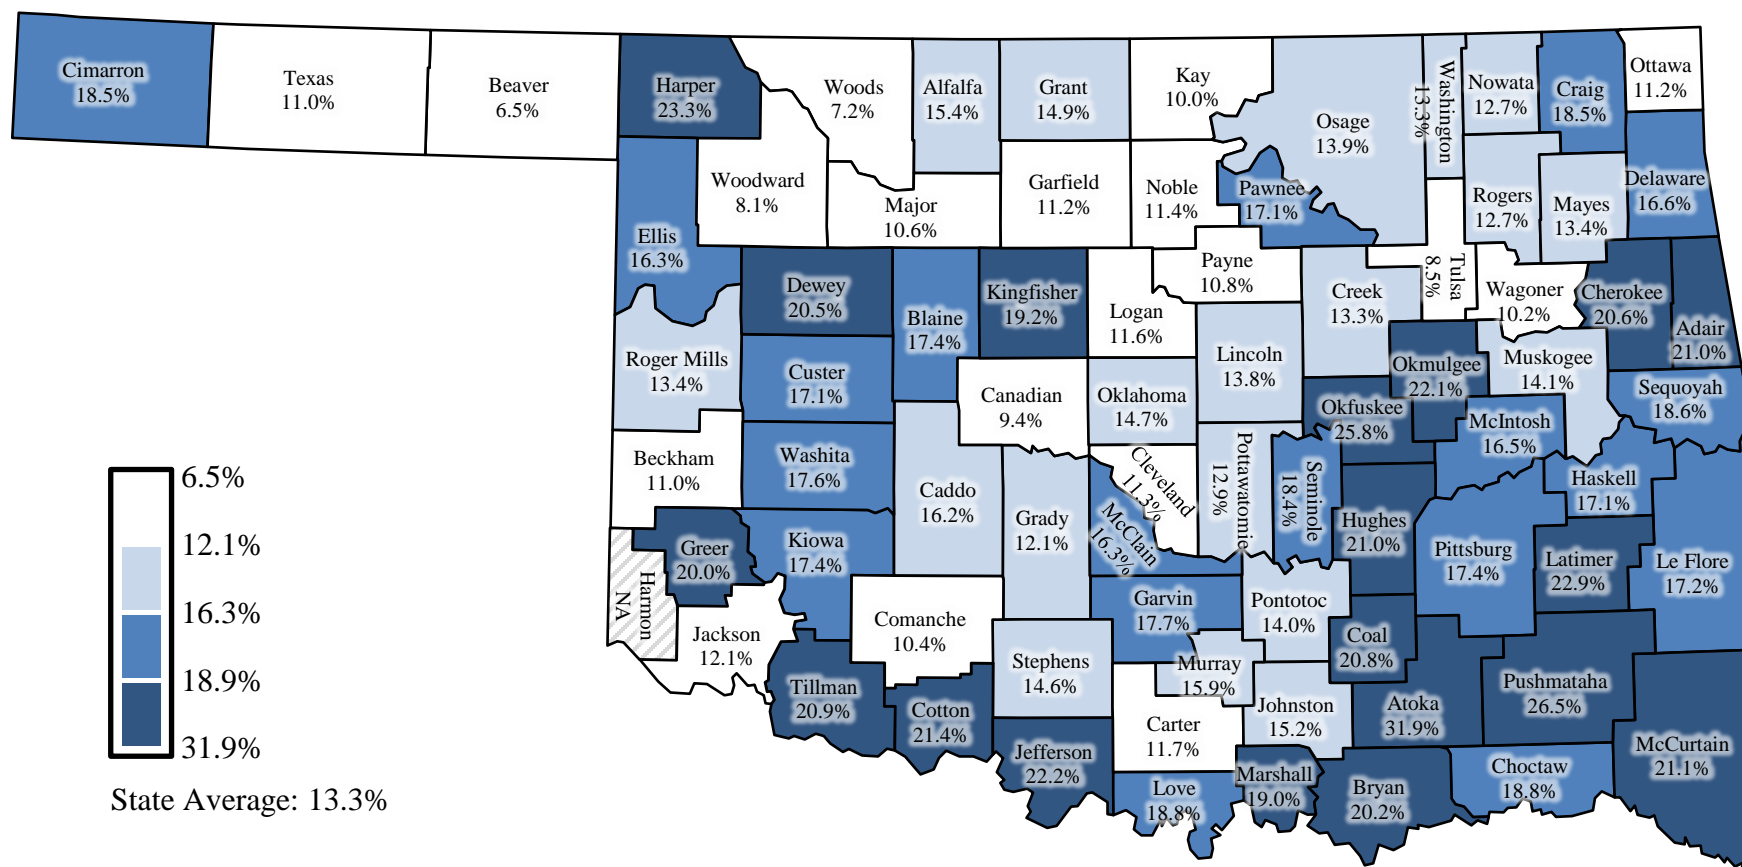 Cimarron
18.5%
Texas
11.0%
Beaver
6.5%
Harper
23.3%
Woods
7.2%
Alfalfa
15.4%
Grant
14.9%
Kay
10.0%
Osage
13.9%
Washington
13.3%
Nowata
12.7%
Craig
18.5%
Ottawa
11.2%
Woodward
8.1%
Major
10.6%
Garfield
11.2%
Noble
11.4%
Pawnee
17.1%
Rogers
12.7%
Mayes
13.4%
Delaware
16.6%
Ellis
16.3%
Dewey
20.5%
Blaine
17.4%
Kingfisher
19.2%
Logan
11.6%
Payne
10.8%
Creek
13.3%
Tulsa
8.5%
Wagoner
10.2%
Cherokee
20.6%
Adair
21.0%
Roger Mills
13.4%
Custer
17.1%
Canadian
9.4%
Oklahoma
14.7%
Lincoln
13.8%
Okfuskee
25.8%
Okmulgee
22.1%
Muskogee
14.1%
Sequoyah
18.6%
Beckham
11.0%
Washita
17.6%
Caddo
16.2%
Grady
12.1%
McClain
16.3%
Cleveland
11.3%
Pottawatomie
12.9%
Seminole
18.4%
Hughes
21.0%
McIntosh
16.5%
Haskell
17.1%
Pittsburg
17.4%
Latimer
22.9%
Le Flore
17.2%
Harmon
NA
Greer
20.0%
Kiowa
17.4%
Jackson
12.1%
Comanche
10.4%
Stephens
14.6%
Garvin
17.7%
Murray
15.9%
Pontotoc
14.0%
Coal
20.8%
Tillman
20.9%
Cotton
21.4%
Jefferson
22.2%
Carter
11.7%
Johnston
15.2%
Atoka
31.9%
Pushmataha
26.5%
McCurtain
21.1%
Love
18.8%
Marshall
19.0%
Bryan
20.2%
Choctaw
18.8%
6.5%
12.1%
16.3%
18.9%
31.9%
State Average: 13.3%